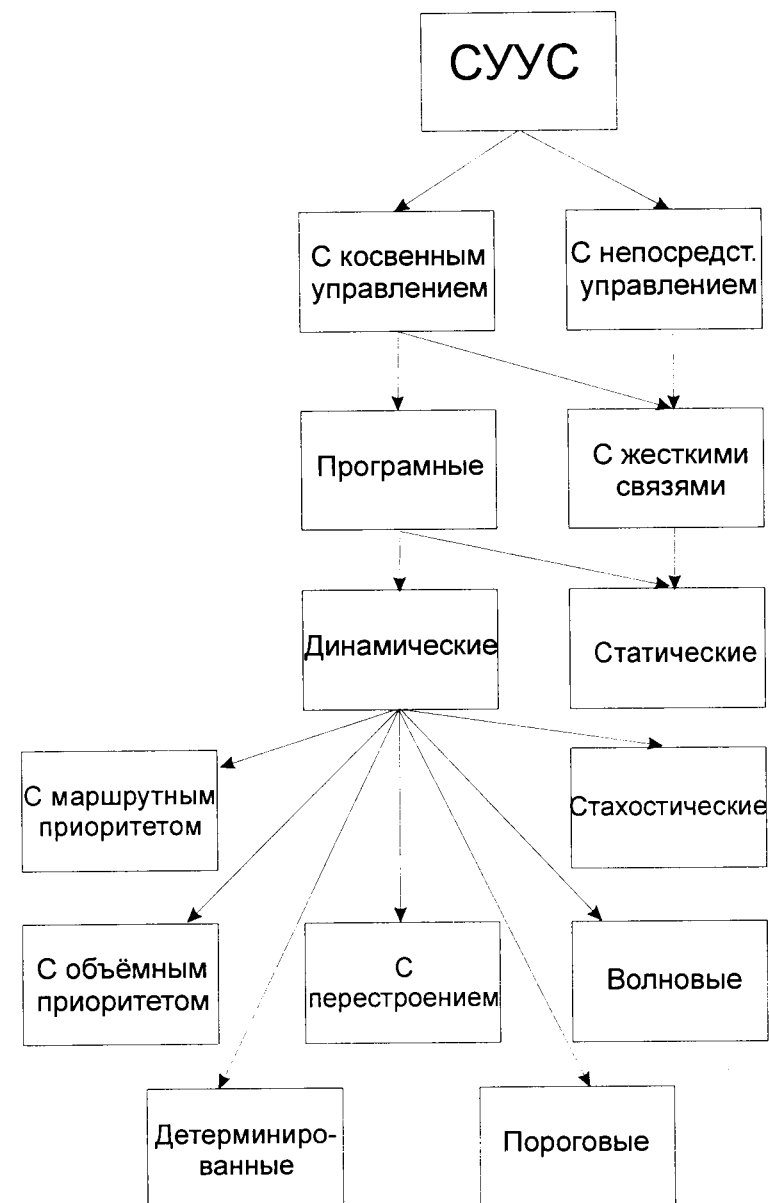 СУУС
С косвенным
управлением
С непосредст.
управлением
Програмные
С жесткими
связями
Динамические
Статические
С маршрутным
приоритетом
Стахостические
С объёмным
приоритетом
С
перестроением
Волновые
Детерминиро-
ванные
Пороговые